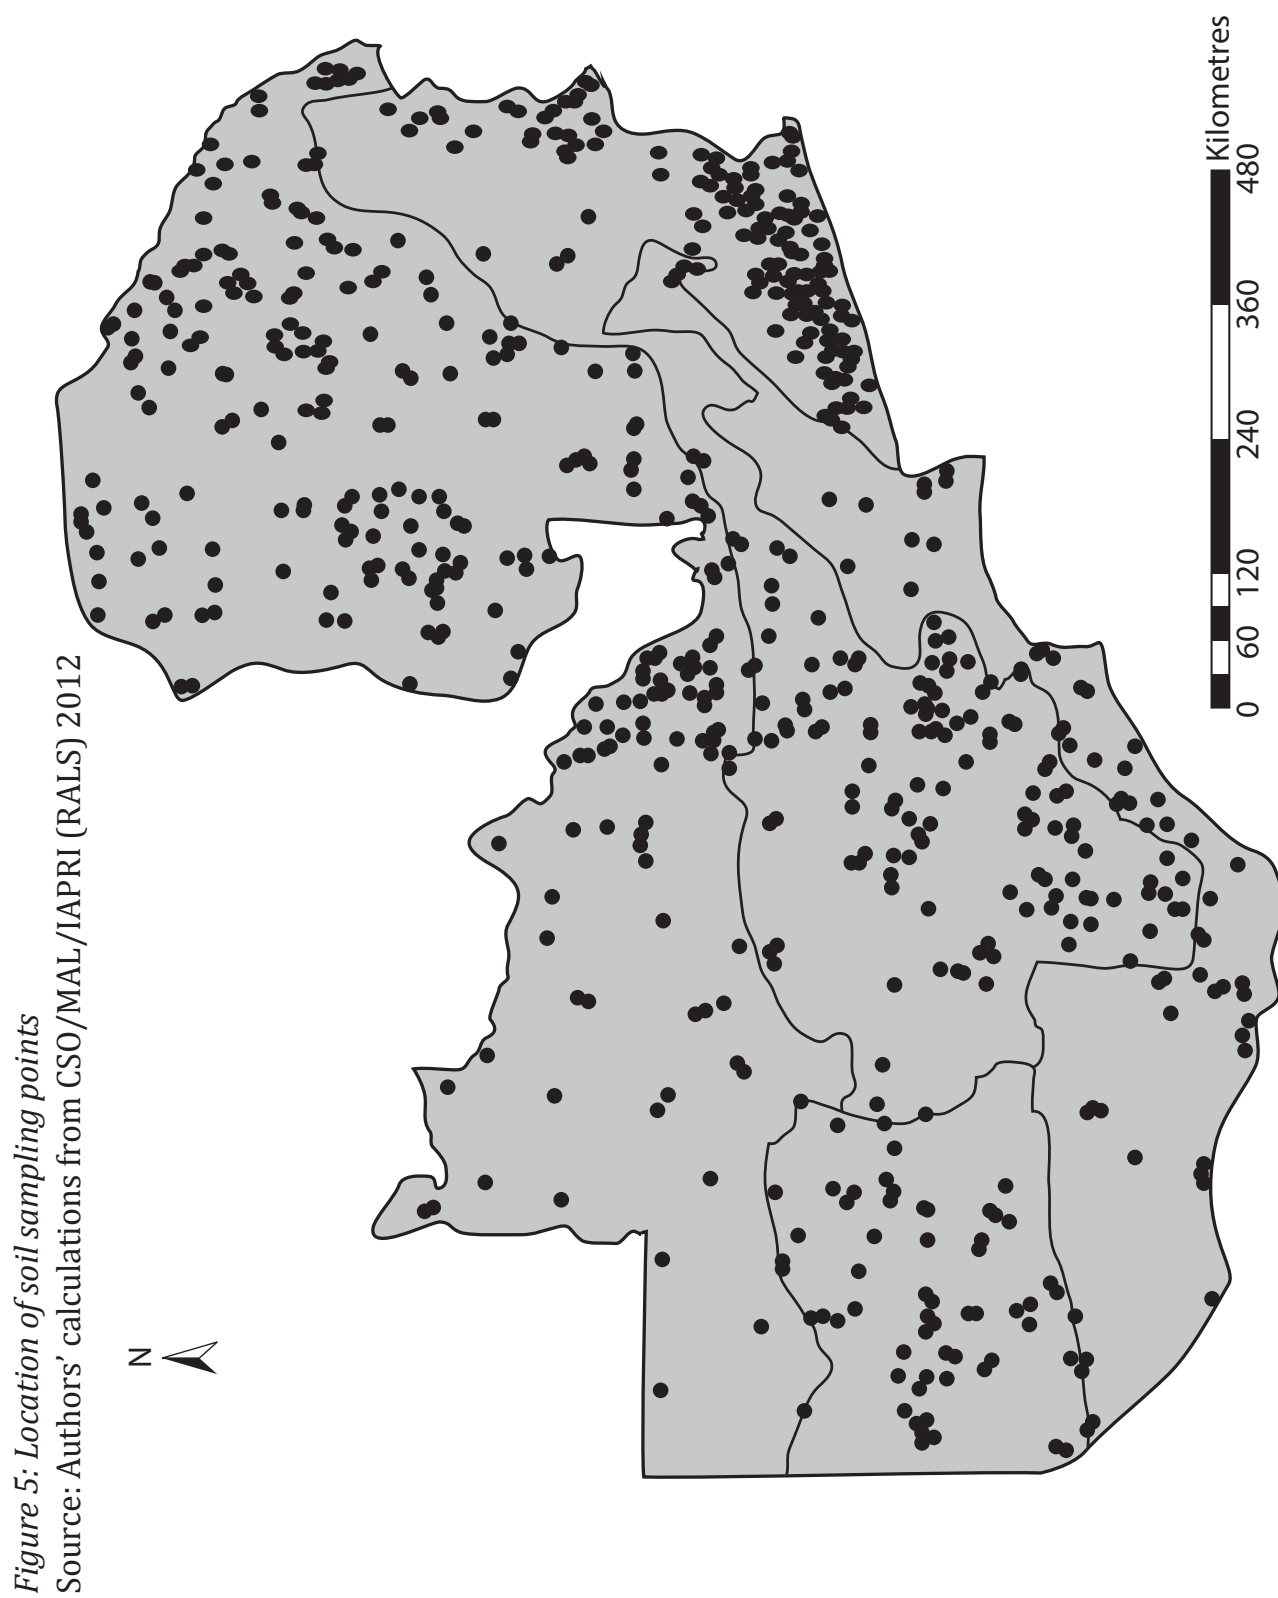 Figure 5: Location of soil sampling points
Source: Authors' calculations from CSO/MAL/IAPRI (RALS) 2012
N
Kilometres
0 60 120 240 360 480